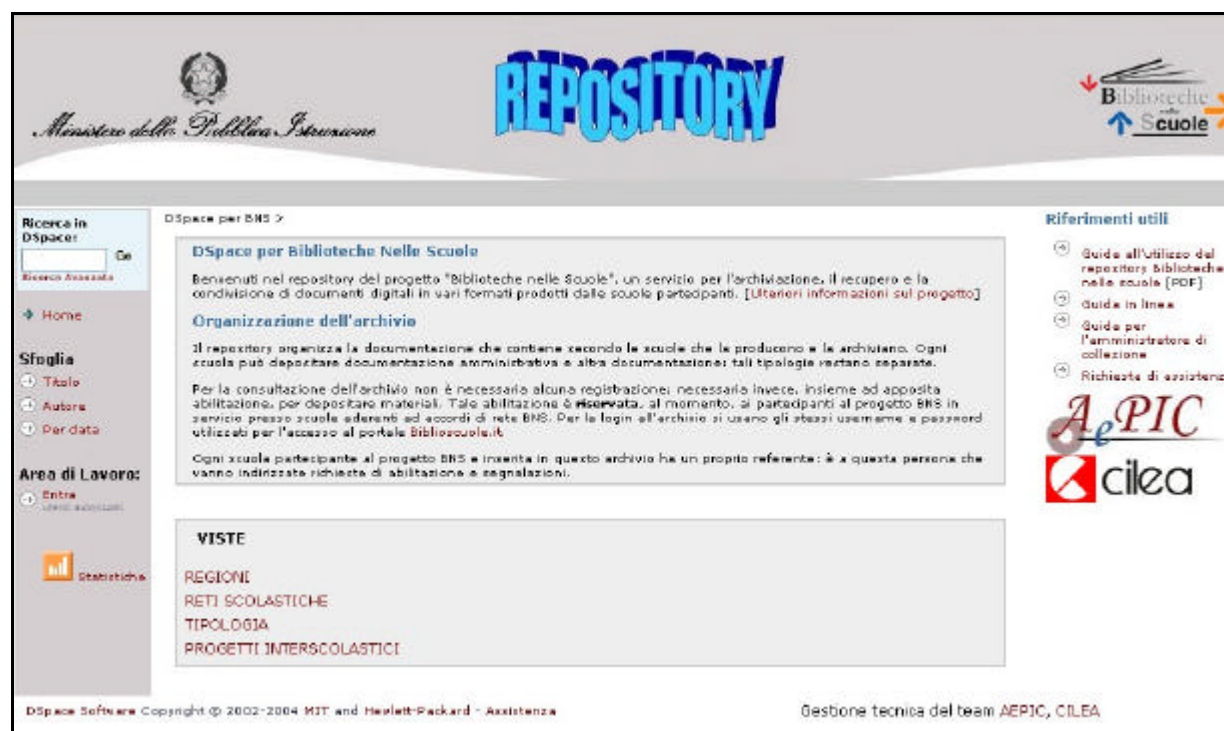 Ministero della Pubblica Istruzione
REPOSITORY
Biblioteche
nelle
Scuole
Ricerca in
DSpace:
Go
Ricerca Avanzata
Home
Sfoglia
Titolo
Autore
Per data
Area di Lavoro:
Entra
utenti autorizzati
Statistiche
DSpace per BNS >
DSpace per Biblioteche Nelle Scuole
Benvenuti nel repository del progetto "Biblioteche nelle Scuole", un servizio per l'archiviazione, il recupero e la
condivisione di documenti digitali in vari formati prodotti dalle scuole partecipanti. [Ulteriori informazioni sul progetto]
Organizzazione dell'archivio
Il repository organizza la documentazione che contiene secondo le scuole che la producono e la archiviano. Ogni
scuola può depositare documentazione amministrativa e altra documentazione; tali tipologie restano separate.
Per la consultazione dell'archivio non è necessaria alcuna registrazione; necessaria invece, insieme ad apposita
abilitazione, per depositare materiali. Tale abilitazione è riservata, al momento, ai partecipanti al progetto BNS in
servizio presso scuole aderenti ad accordi di rete BNS. Per la login all'archivio si usano gli stessi username e password
utilizzati per l'accesso al portale Biblioscuole.it
Ogni scuola partecipante al progetto BNS e inserita in questo archivio ha un proprio referente: è a questa persona che
vanno indirizzate richieste di abilitazione e segnalazioni.
VISTE
REGIONI
RETI SCOLASTICHE
TIPOLOGIA
PROGETTI INTERSCOLASTICI
Riferimenti utili
Guida all'utilizzo del
repository Biblioteche
nelle scuole [PDF]
Guida in linea
Guida per
l'amministratore di
collezione
Richieste di assistenz
AePIC
cilea
DSpace Software Copyright © 2002-2004 MIT and Hewlett-Packard - Assistenza
Gestione tecnica del team AEPIC, CILEA